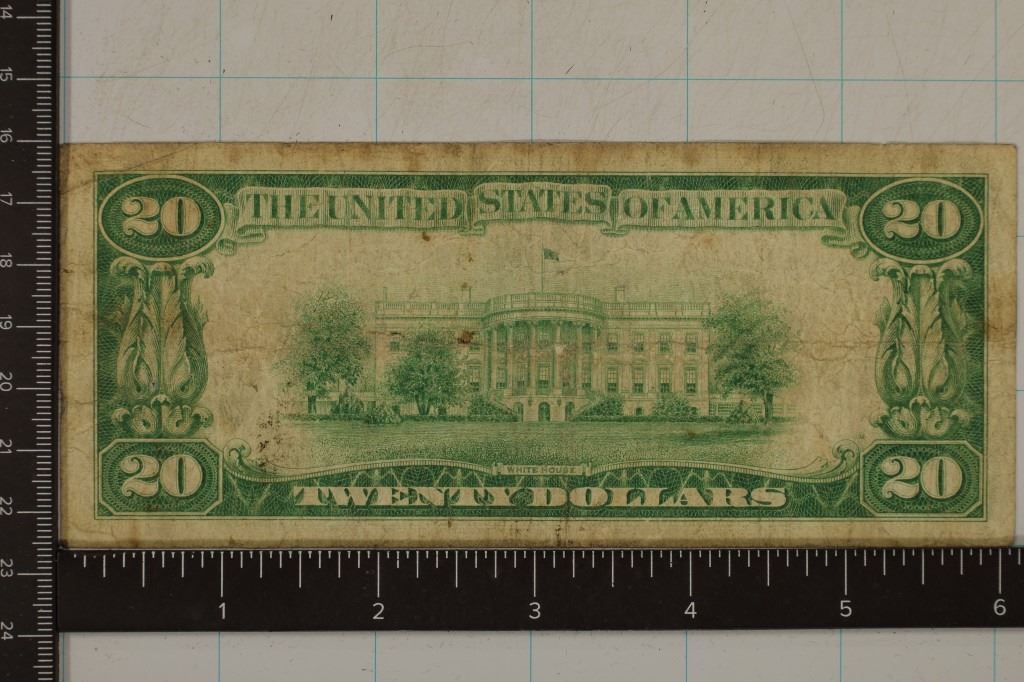 14
15
16
17
18
19
20
21
22
23
24
20 THE UNITED STATES OF AMERICA 20
20 WHITE HOUSE 20
TWENTY DOLLARS
1 2 3 4 5 6